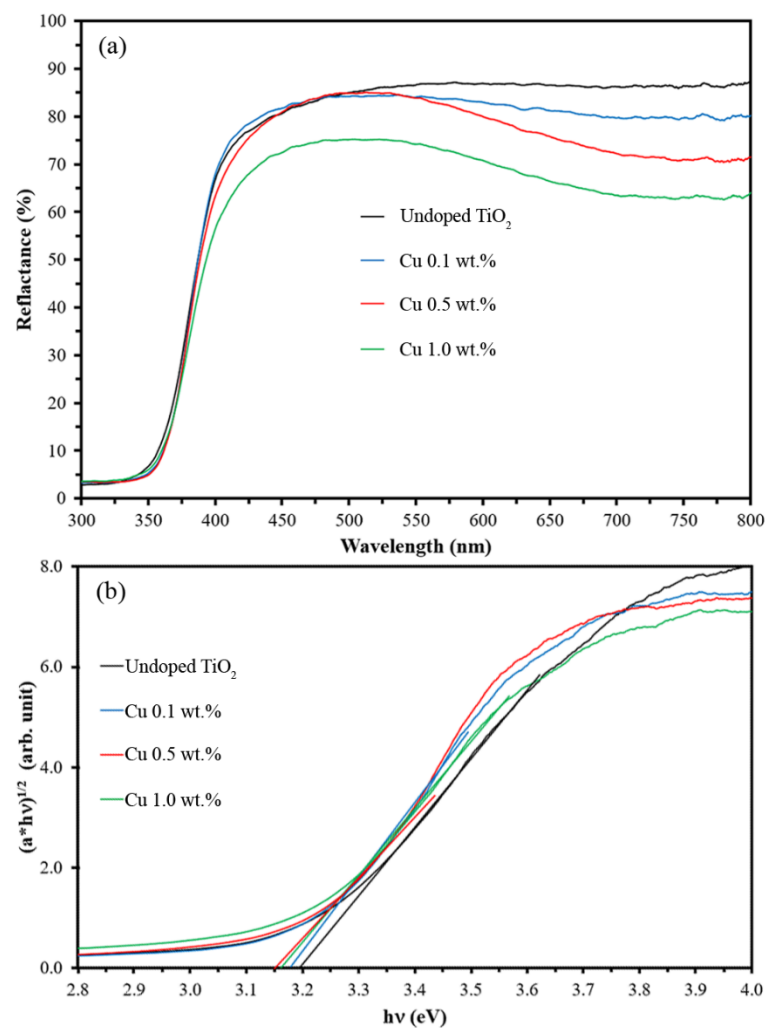 (a)
100
90
80
70
60
50
40
30
20
10
0
Reflactance (%)
Undoped TiO₂
Cu 0.1 wt.%
Cu 0.5 wt.%
Cu 1.0 wt.%
300 350 400 450 500 550 600 650 700 750 800
Wavelength (nm)
(b)
8.0
6.0
4.0
2.0
0.0
(a*hν)¹/² (arb. unit)
Undoped TiO₂
Cu 0.1 wt.%
Cu 0.5 wt.%
Cu 1.0 wt.%
2.8 2.9 3.0 3.1 3.2 3.3 3.4 3.5 3.6 3.7 3.8 3.9 4.0
hν (eV)